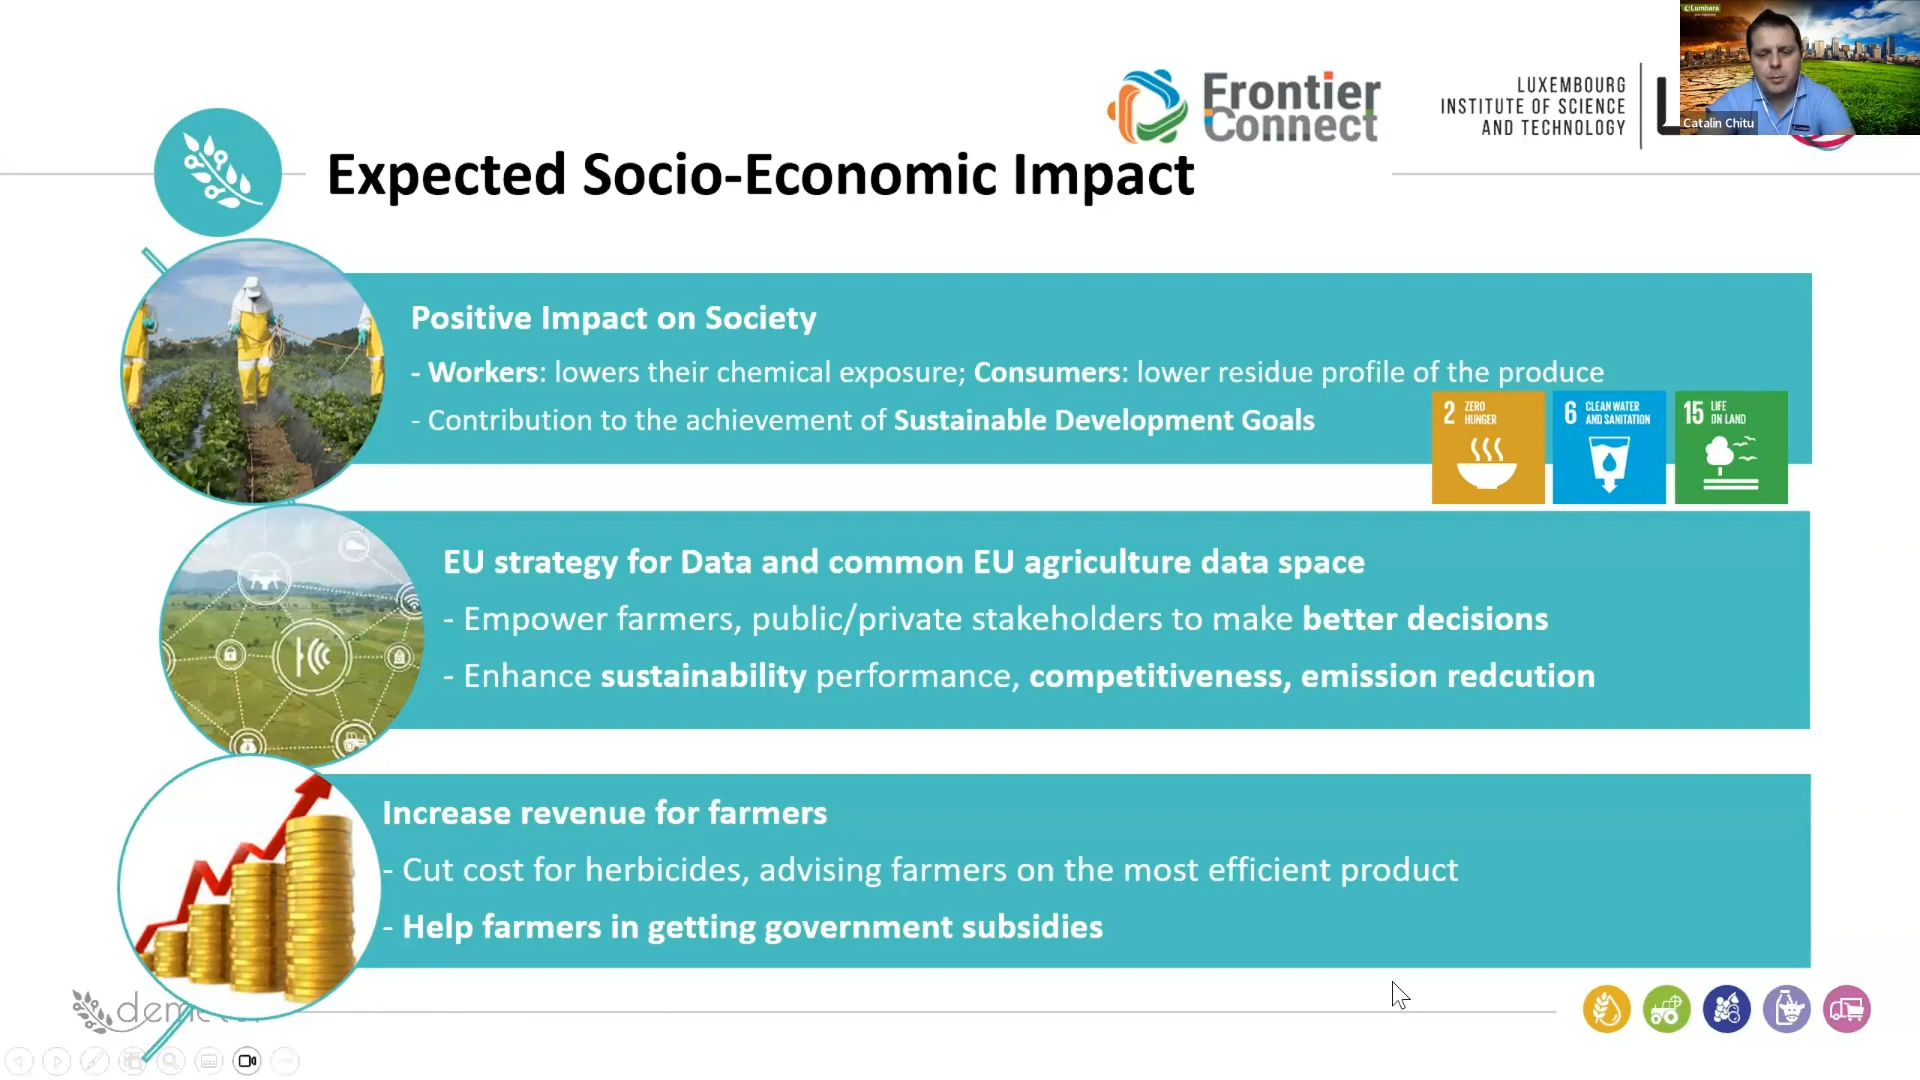 Lumbara
Catalin Chitu
Frontier
Connect
LUXEMBOURG
INSTITUTE OF SCIENCE
AND TECHNOLOGY
Expected Socio-Economic Impact
Positive Impact on Society
- Workers: lowers their chemical exposure; Consumers: lower residue profile of the produce
- Contribution to the achievement of Sustainable Development Goals
2 ZERO
HUNGER
6 CLEAN WATER
AND SANITATION
15 LIFE
ON LAND
EU strategy for Data and common EU agriculture data space
- Empower farmers, public/private stakeholders to make better decisions
- Enhance sustainability performance, competitiveness, emission redcution
Increase revenue for farmers
- Cut cost for herbicides, advising farmers on the most efficient product
- Help farmers in getting government subsidies